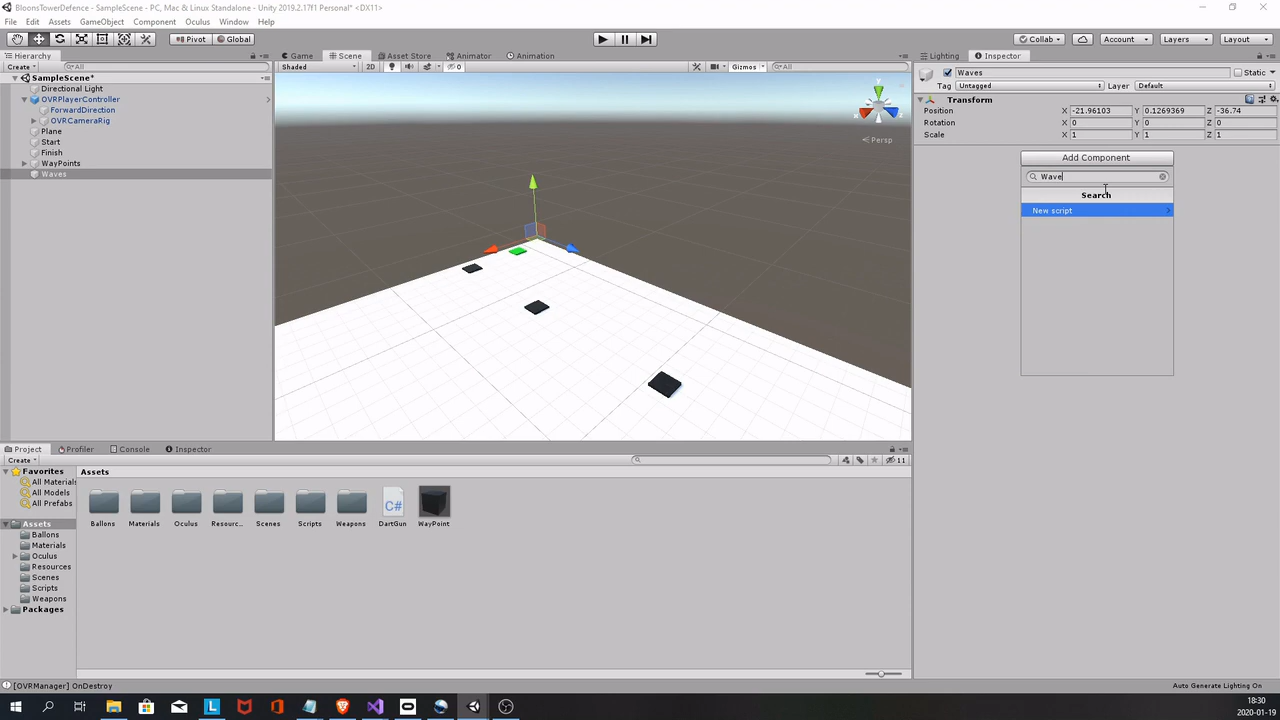 BloonsTowerDefence - SampleScene - PC, Mac & Linux Standalone - Unity 2019.2.17f1 Personal* <DX11>
File Edit Assets GameObject Component Oculus Window Help
Pivot Global Collab Account Layers Layout
Hierarchy
Create All
SampleScene*
Directional Light
OVRPlayerController
ForwardDirection
OVRCameraRig
Plane
Start
Finish
WayPoints
Waves
Game Scene Asset Store Animator Animation
Shaded 2D 0 Gizmos All
y
x
z
Persp
Lighting Inspector
Waves Static
Tag Untagged Layer Default
Transform
Position X -21.96103 Y 0.1269369 Z -36.74
Rotation X 0 Y 0 Z 0
Scale X 1 Y 1 Z 1
Add Component
Wave
Search
New script
Project Profiler Console Inspector
Create 11
Favorites
All Materials
All Models
All Prefabs
Assets
Ballons
Materials
Oculus
Resources
Scenes
Scripts
Weapons
Packages
Assets
Ballons Materials Oculus Resourc... Scenes Scripts Weapons DartGun WayPoint
C#
[OVRManager] OnDestroy
Auto Generate Lighting On
L
18:30
2020-01-19